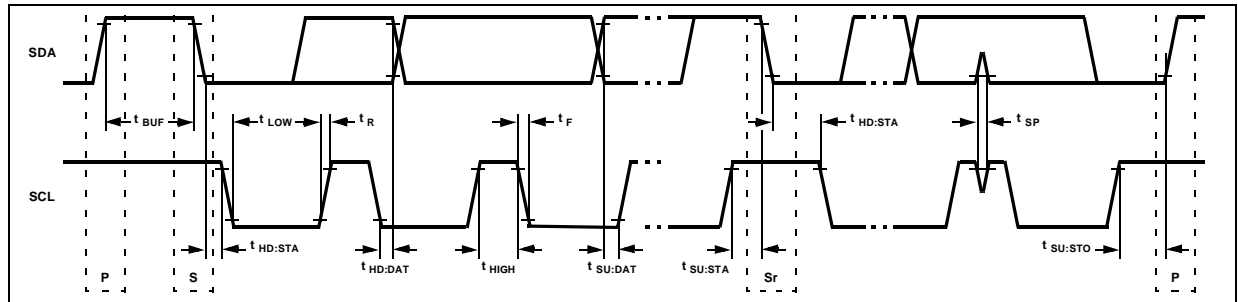 SDA
t BUF
t LOW
t R
t F
t HD:STA
t SP
SCL
t HD:STA
t HD:DAT
t HIGH
t SU:DAT
t SU:STA
t SU:STO
P
S
Sr
P